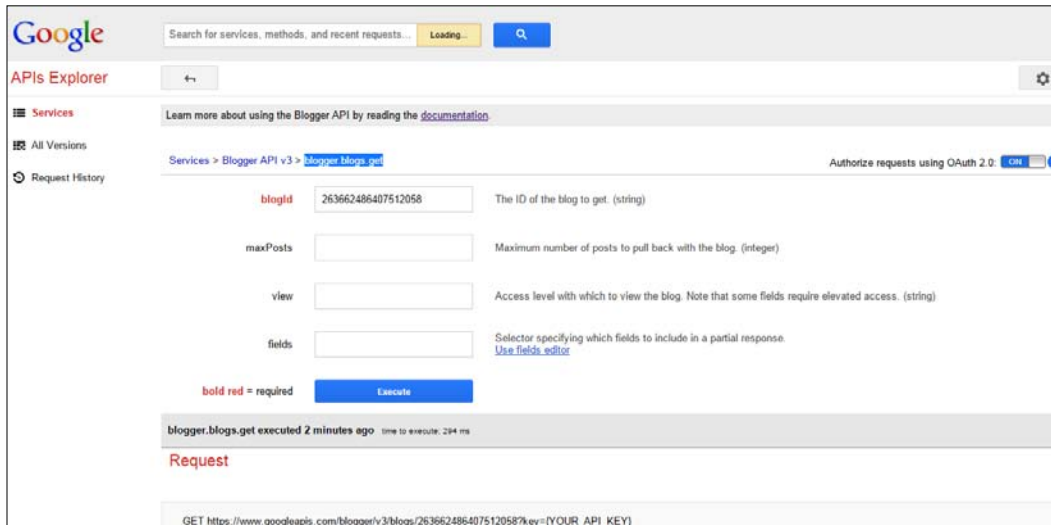 Google
Search for services, methods, and recent requests... Loading...
APIs Explorer
Services
Learn more about using the Blogger API by reading the documentation.
All Versions
Services > Blogger API v3 > blogger.blogs.get
Authorize requests using OAuth 2.0: ON
Request History
blogId 263662486407512058 The ID of the blog to get. (string)
maxPosts Maximum number of posts to pull back with the blog. (integer)
view Access level with which to view the blog. Note that some fields require elevated access. (string)
fields Selector specifying which fields to include in a partial response.
Use fields editor
bold red = required Execute
blogger.blogs.get executed 2 minutes ago time to execute: 294 ms
Request
GET https://www.googleapis.com/blogger/v3/blogs/263662486407512058?key={YOUR_API_KEY}